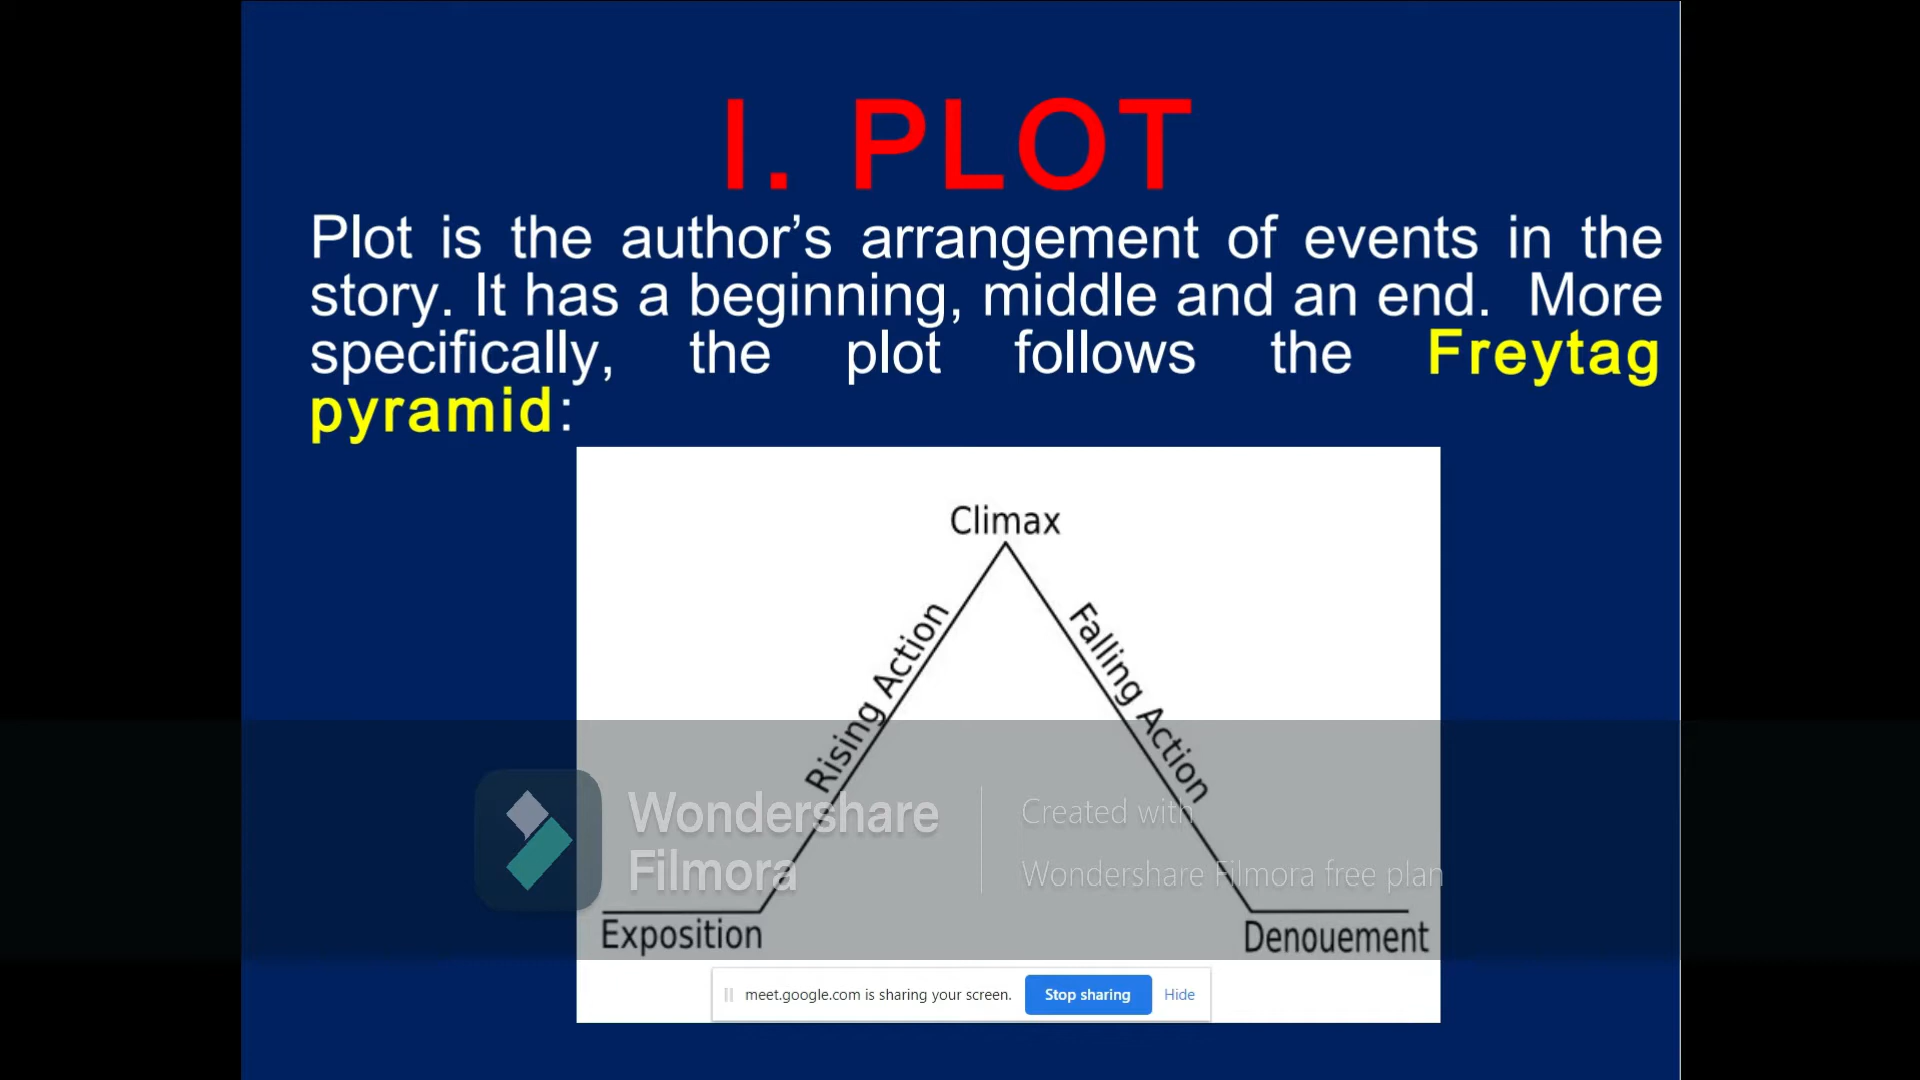 I. PLOT
Plot is the author’s arrangement of events in the
story. It has a beginning, middle and an end. More
specifically, the plot follows the Freytag
pyramid:
Climax
Rising Action
Falling Action
Wondershare
Filmora
Created with
Wondershare Filmora free plan
Exposition
Denouement
meet.google.com is sharing your screen. Stop sharing Hide